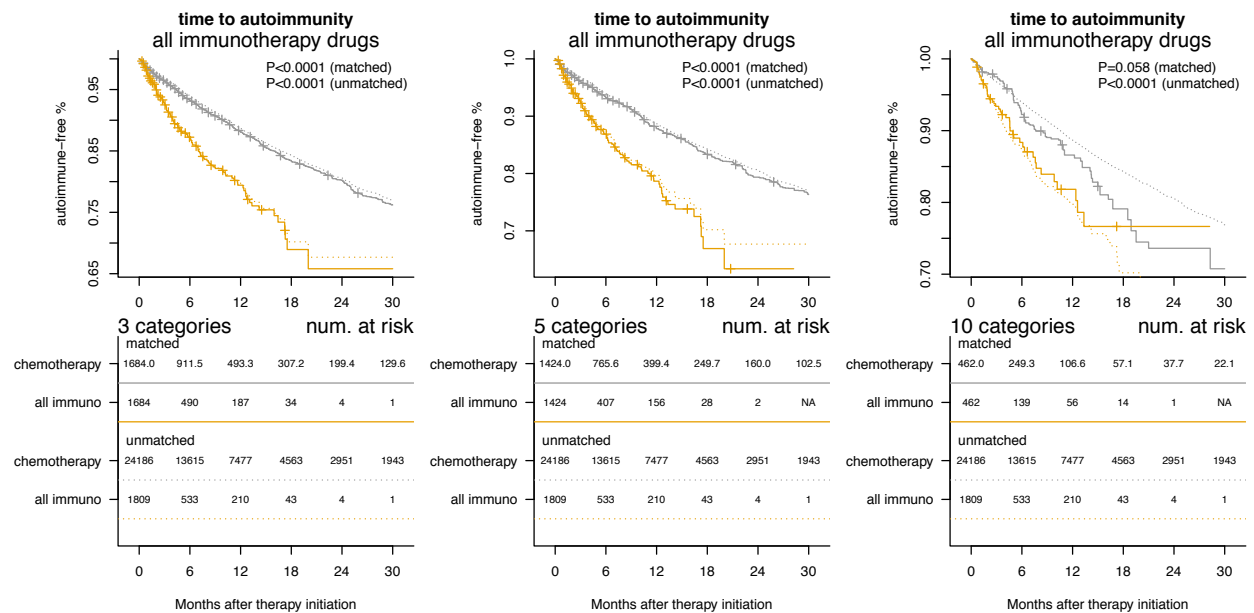 time to autoimmunity
all immunotherapy drugs
P<0.0001 (matched)
P<0.0001 (unmatched)
autoimmune−free %
0.95
0.85
0.75
0.65
0 6 12 18 24 30
3 categories num. at risk
matched
chemotherapy 1684.0 911.5 493.3 307.2 199.4 129.6
all immuno 1684 490 187 34 4 1
unmatched
chemotherapy 24186 13615 7477 4563 2951 1943
all immuno 1809 533 210 43 4 1
0 6 12 18 24 30
Months after therapy initiation
time to autoimmunity
all immunotherapy drugs
P<0.0001 (matched)
P<0.0001 (unmatched)
autoimmune−free %
1.0
0.9
0.8
0.7
0 6 12 18 24 30
5 categories num. at risk
matched
chemotherapy 1424.0 765.6 399.4 249.7 160.0 102.5
all immuno 1424 407 156 28 2 NA
unmatched
chemotherapy 24186 13615 7477 4563 2951 1943
all immuno 1809 533 210 43 4 1
0 6 12 18 24 30
Months after therapy initiation
time to autoimmunity
all immunotherapy drugs
P=0.058 (matched)
P<0.0001 (unmatched)
autoimmune−free %
1.00
0.90
0.80
0.70
0 6 12 18 24 30
10 categories num. at risk
matched
chemotherapy 462.0 249.3 106.6 57.1 37.7 22.1
all immuno 462 139 56 14 1 NA
unmatched
chemotherapy 24186 13615 7477 4563 2951 1943
all immuno 1809 533 210 43 4 1
0 6 12 18 24 30
Months after therapy initiation